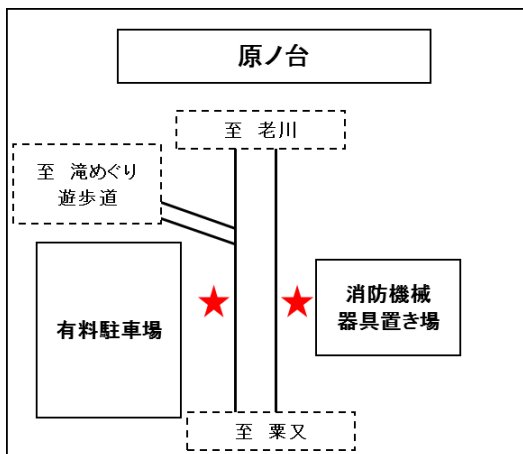 原ノ台
至 老川
至 滝めぐり
遊歩道
消防機械
器具置き場
有料駐車場
至 粟又